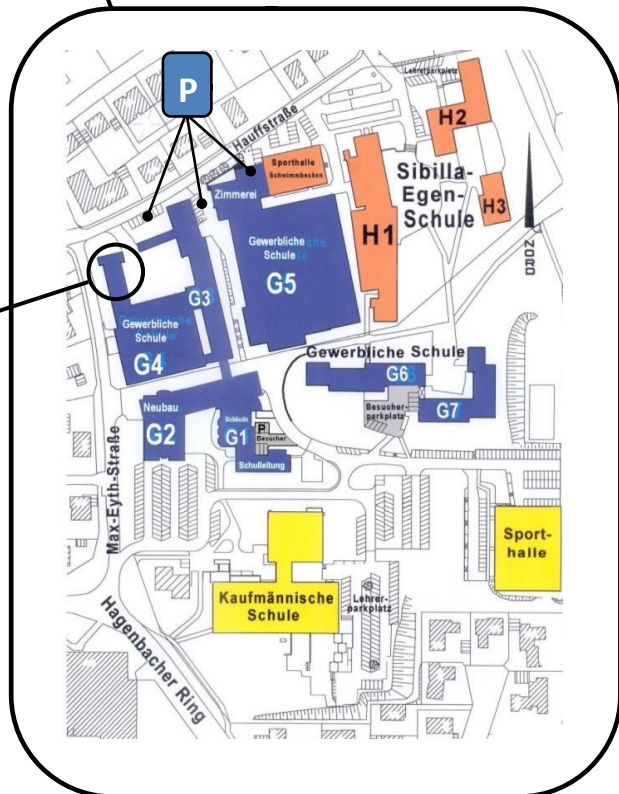 P
Hauffstraße
Lehrerparkplatz
H2
Sporthalle
Schwimmbecken
Zimmerei
Sibilla-
Egen-
Schule
H3
H1
NORD
Gewerbliche
Schule
G5
G3
Gewerbliche
Schule
G4
Gewerbliche Schule
G6
Besucher-
parkplatz
G7
Neubau
G2
Gebäude
G1
P
Besucher
Schulleitung
Max-Eyth-Straße
Sport-
halle
Kaufmännische
Schule
Lehrer-
parkplatz
Hagenbacher Ring